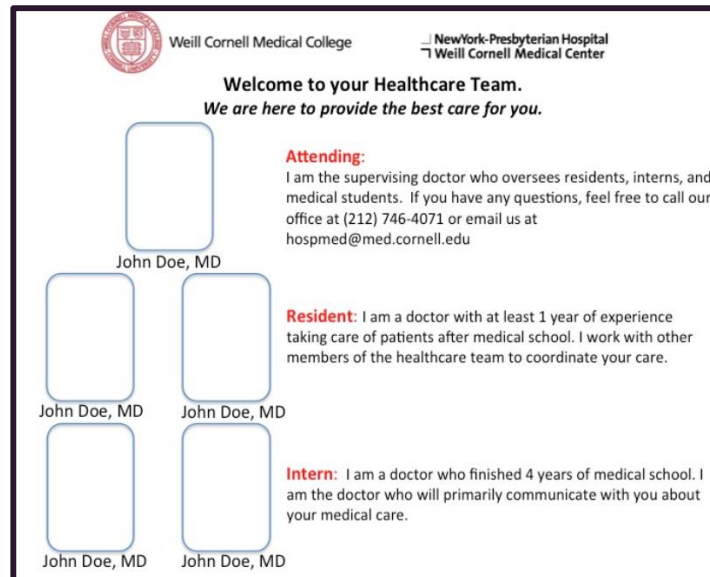 Weill Cornell Medical College
NewYork-Presbyterian Hospital
Weill Cornell Medical Center
Welcome to your Healthcare Team.
We are here to provide the best care for you.
Attending:
I am the supervising doctor who oversees residents, interns, and
medical students. If you have any questions, feel free to call our
office at (212) 746-4071 or email us at
hospmed@med.cornell.edu
John Doe, MD
Resident: I am a doctor with at least 1 year of experience
taking care of patients after medical school. I work with other
members of the healthcare team to coordinate your care.
John Doe, MD
John Doe, MD
Intern: I am a doctor who finished 4 years of medical school. I
am the doctor who will primarily communicate with you about
your medical care.
John Doe, MD
John Doe, MD